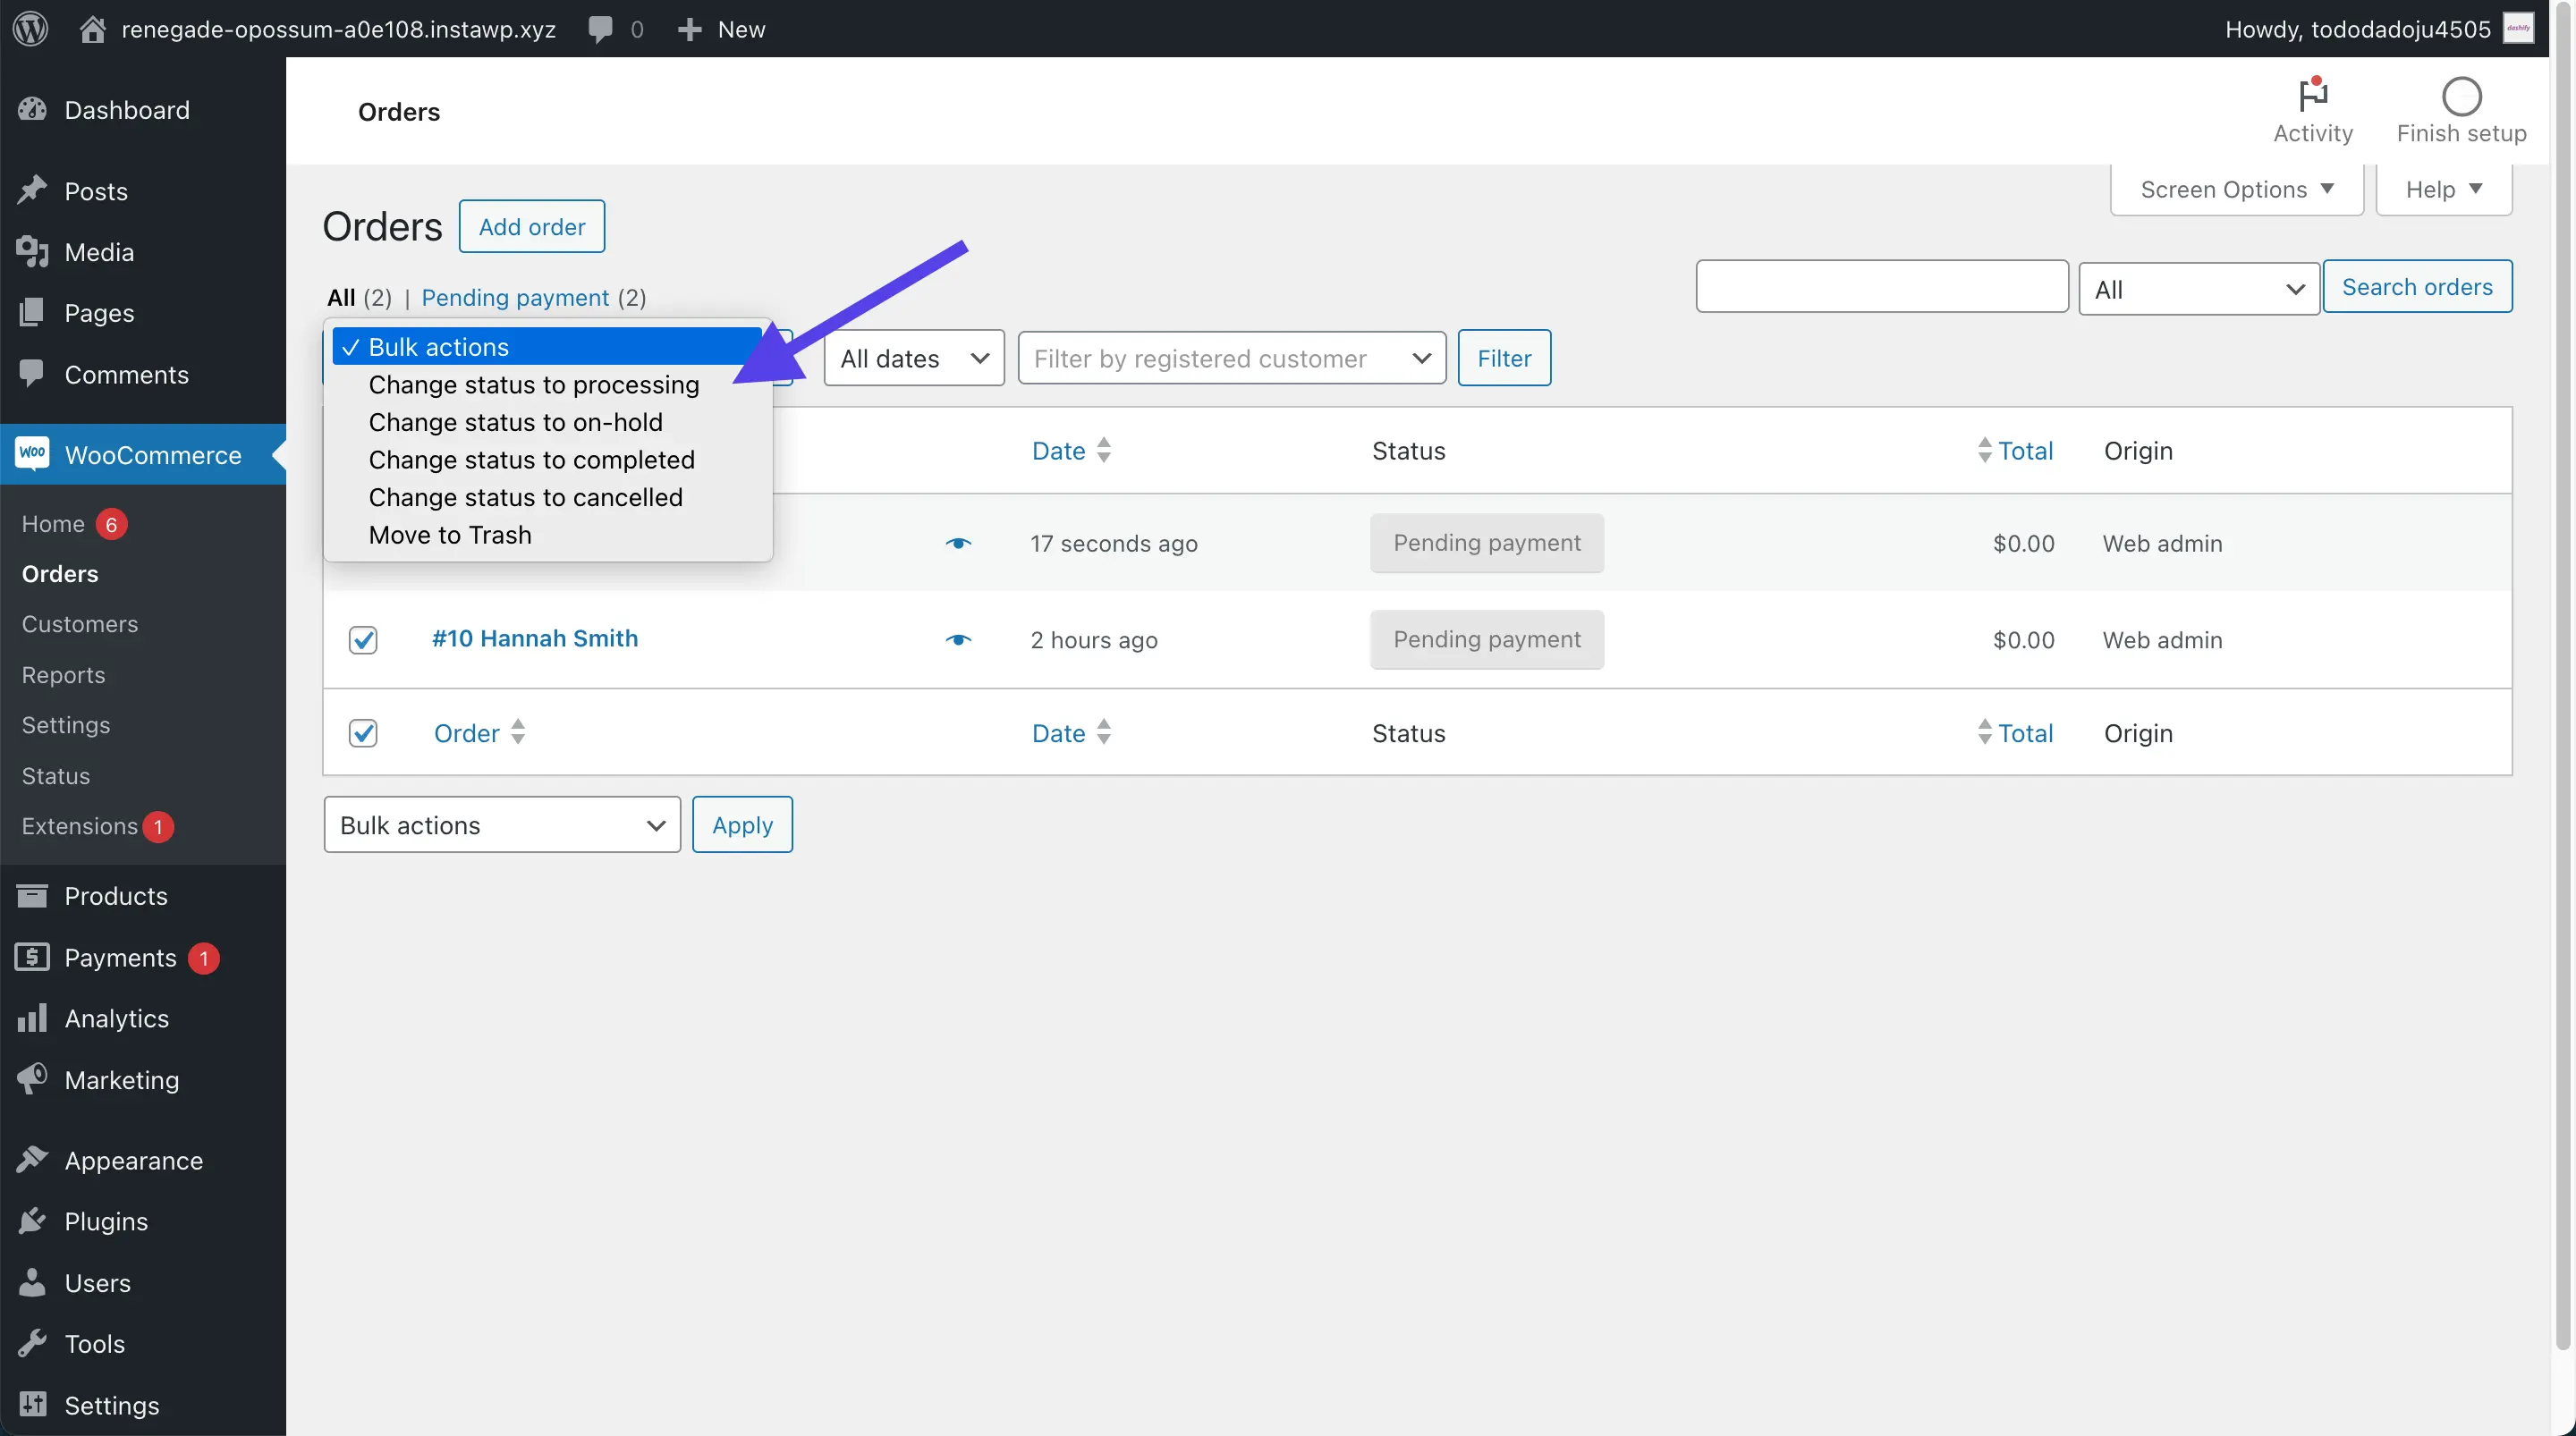 renegade-opossum-a0e108.instawp.xyz 0 New Howdy, tododadoju4505
Dashboard
Posts
Media
Pages
Comments
Woo WooCommerce
Home 6
Orders
Customers
Reports
Settings
Status
Extensions 1
Products
Payments 1
Analytics
Marketing
Appearance
Plugins
Users
Tools
Settings
Orders
Activity
Finish setup
Screen Options
Help
Orders Add order
All (2) | Pending payment (2)
All
Search orders
Bulk actions
Change status to processing
Change status to on-hold
Change status to completed
Change status to cancelled
Move to Trash
All dates
Filter by registered customer
Filter
Date Status Total Origin
17 seconds ago Pending payment $0.00 Web admin
#10 Hannah Smith 2 hours ago Pending payment $0.00 Web admin
Order Date Status Total Origin
Bulk actions Apply